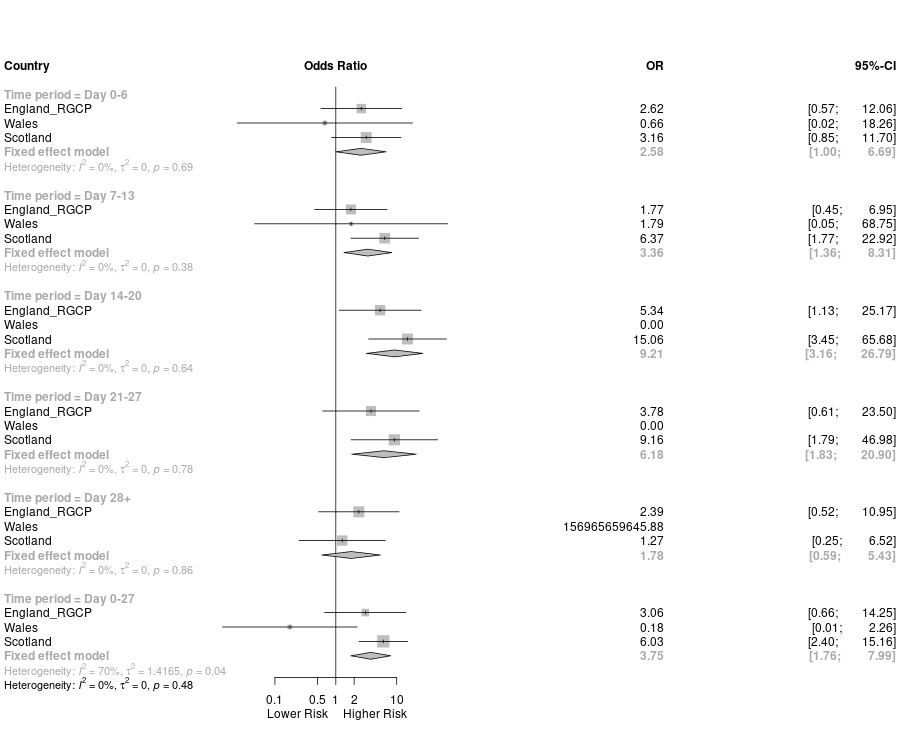 Country Odds Ratio OR 95%-CI
Time period = Day 0-6
England_RGCP 2.62 [0.57; 12.06]
Wales 0.66 [0.02; 18.26]
Scotland 3.16 [0.85; 11.70]
Fixed effect model 2.58 [1.00; 6.69]
Heterogeneity: I² = 0%, τ² = 0, p = 0.69
Time period = Day 7-13
England_RGCP 1.77 [0.45; 6.95]
Wales 1.79 [0.05; 68.75]
Scotland 6.37 [1.77; 22.92]
Fixed effect model 3.36 [1.36; 8.31]
Heterogeneity: I² = 0%, τ² = 0, p = 0.38
Time period = Day 14-20
England_RGCP 5.34 [1.13; 25.17]
Wales 0.00
Scotland 15.06 [3.45; 65.68]
Fixed effect model 9.21 [3.16; 26.79]
Heterogeneity: I² = 0%, τ² = 0, p = 0.64
Time period = Day 21-27
England_RGCP 3.78 [0.61; 23.50]
Wales 0.00
Scotland 9.16 [1.79; 46.98]
Fixed effect model 6.18 [1.83; 20.90]
Heterogeneity: I² = 0%, τ² = 0, p = 0.78
Time period = Day 28+
England_RGCP 2.39 [0.52; 10.95]
Wales 156965659645.88
Scotland 1.27 [0.25; 6.52]
Fixed effect model 1.78 [0.59; 5.43]
Heterogeneity: I² = 0%, τ² = 0, p = 0.86
Time period = Day 0-27
England_RGCP 3.06 [0.66; 14.25]
Wales 0.18 [0.01; 2.26]
Scotland 6.03 [2.40; 15.16]
Fixed effect model 3.75 [1.76; 7.99]
Heterogeneity: I² = 70%, τ² = 1.4165, p = 0.04
Heterogeneity: I² = 0%, τ² = 0, p = 0.48
0.1 0.5 1 2 10
Lower Risk Higher Risk